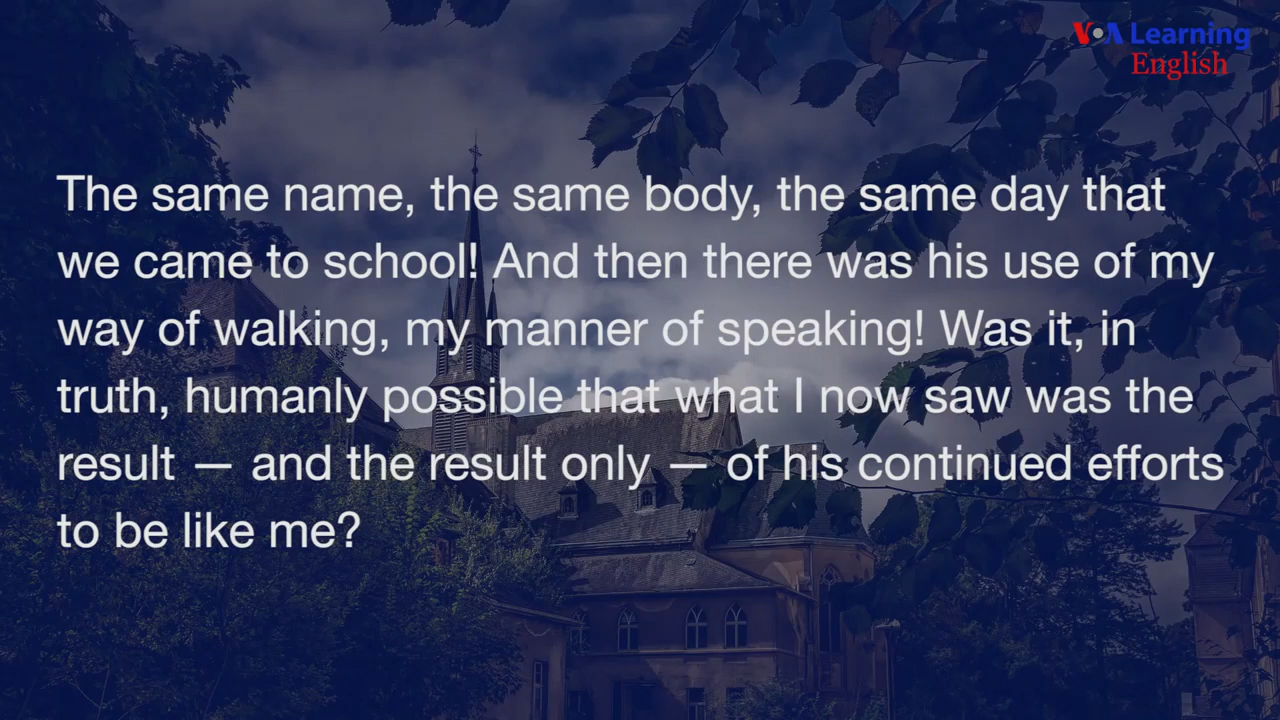 VOA Learning
English
The same name, the same body, the same day that
we came to school! And then there was his use of my
way of walking, my manner of speaking! Was it, in
truth, humanly possible that what I now saw was the
result — and the result only — of his continued efforts
to be like me?